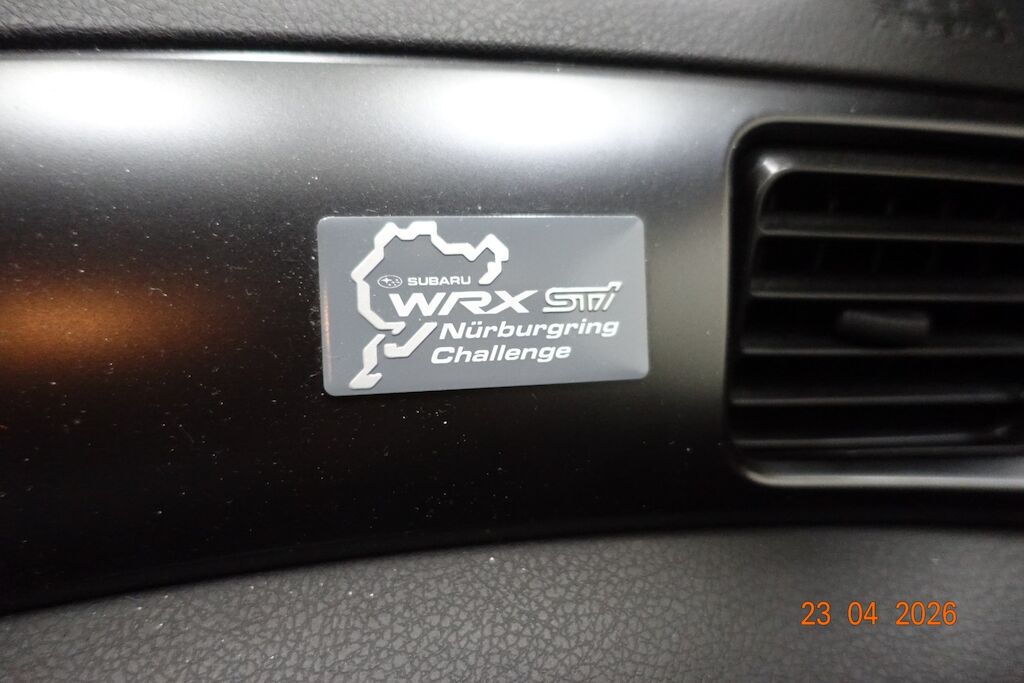 SUBARU
WRX STI
Nürburgring
Challenge
23 04 2026